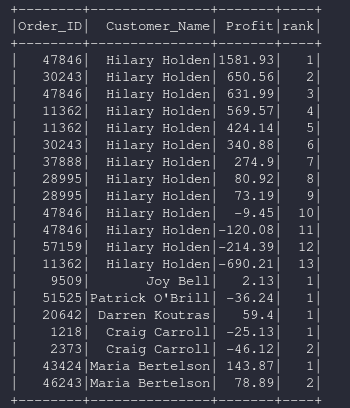 +--------+---------------+-------+----+
|Order_ID|  Customer_Name| Profit|rank|
+--------+---------------+-------+----+
|   47846|  Hilary Holden|1581.93|   1|
|   30243|  Hilary Holden| 650.56|   2|
|   47846|  Hilary Holden| 631.99|   3|
|   11362|  Hilary Holden| 569.57|   4|
|   11362|  Hilary Holden| 424.14|   5|
|   30243|  Hilary Holden| 340.88|   6|
|   37888|  Hilary Holden|  274.9|   7|
|   28995|  Hilary Holden|  80.92|   8|
|   28995|  Hilary Holden|  73.19|   9|
|   47846|  Hilary Holden|  -9.45|  10|
|   47846|  Hilary Holden|-120.08|  11|
|   57159|  Hilary Holden|-214.39|  12|
|   11362|  Hilary Holden|-690.21|  13|
|    9509|       Joy Bell|   2.13|   1|
|   51525|Patrick O'Brill| -36.24|   1|
|   20642| Darren Koutras|   59.4|   1|
|    1218|  Craig Carroll| -25.13|   1|
|    2373|  Craig Carroll| -46.12|   2|
|   43424|Maria Bertelson| 143.87|   1|
|   46243|Maria Bertelson|  78.89|   2|
+--------+---------------+-------+----+